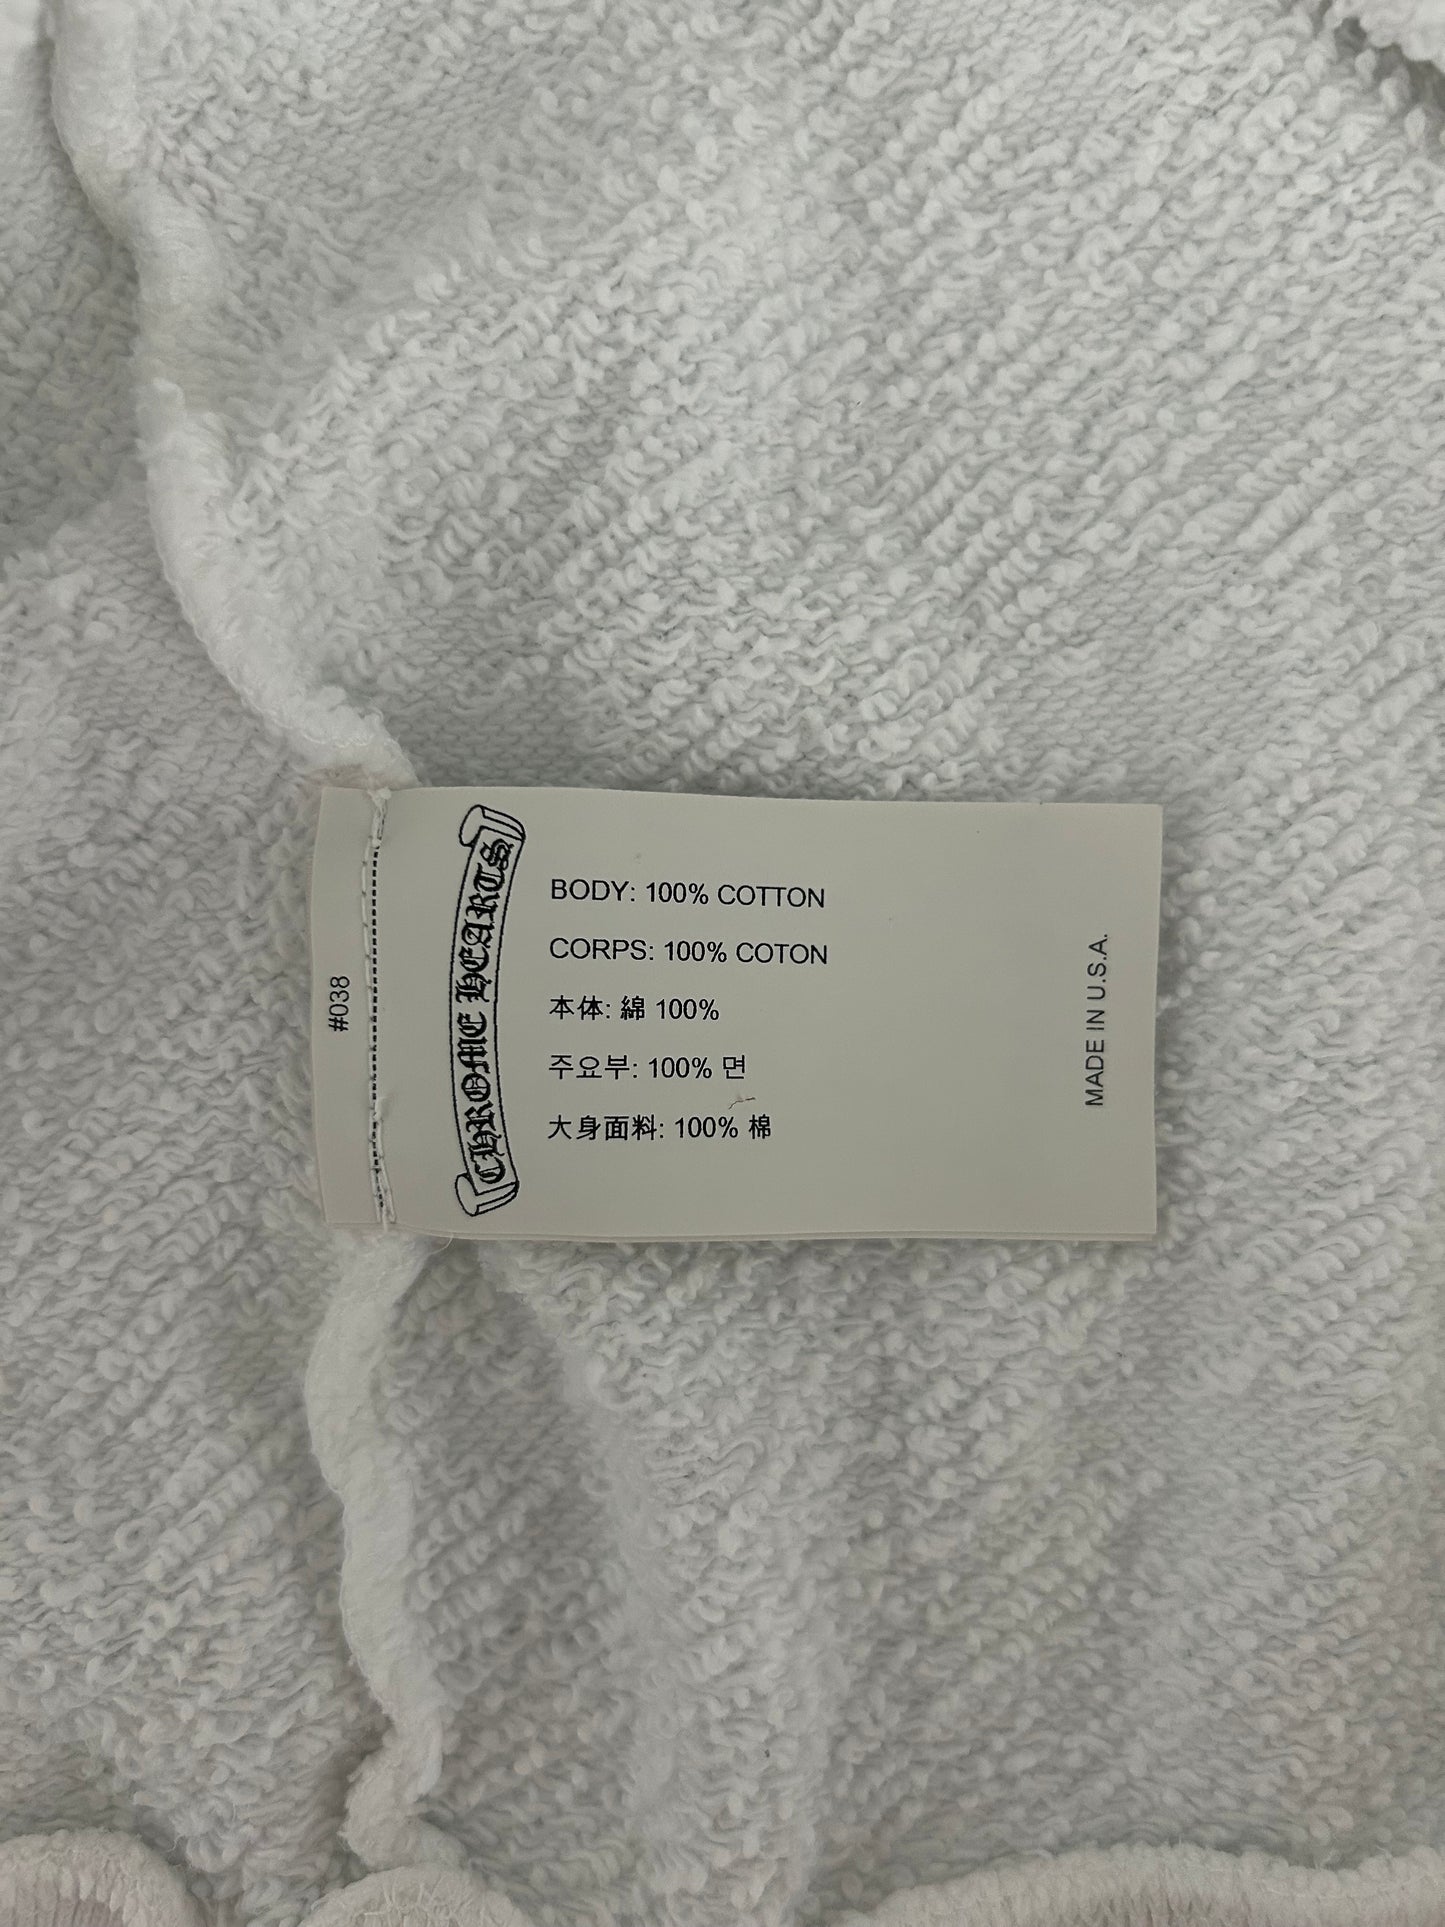 #038
CHROME HEARTS
BODY: 100% COTTON
CORPS: 100% COTON
本体: 綿 100%
주요부: 100% 면
大身面料: 100% 棉
MADE IN U.S.A.